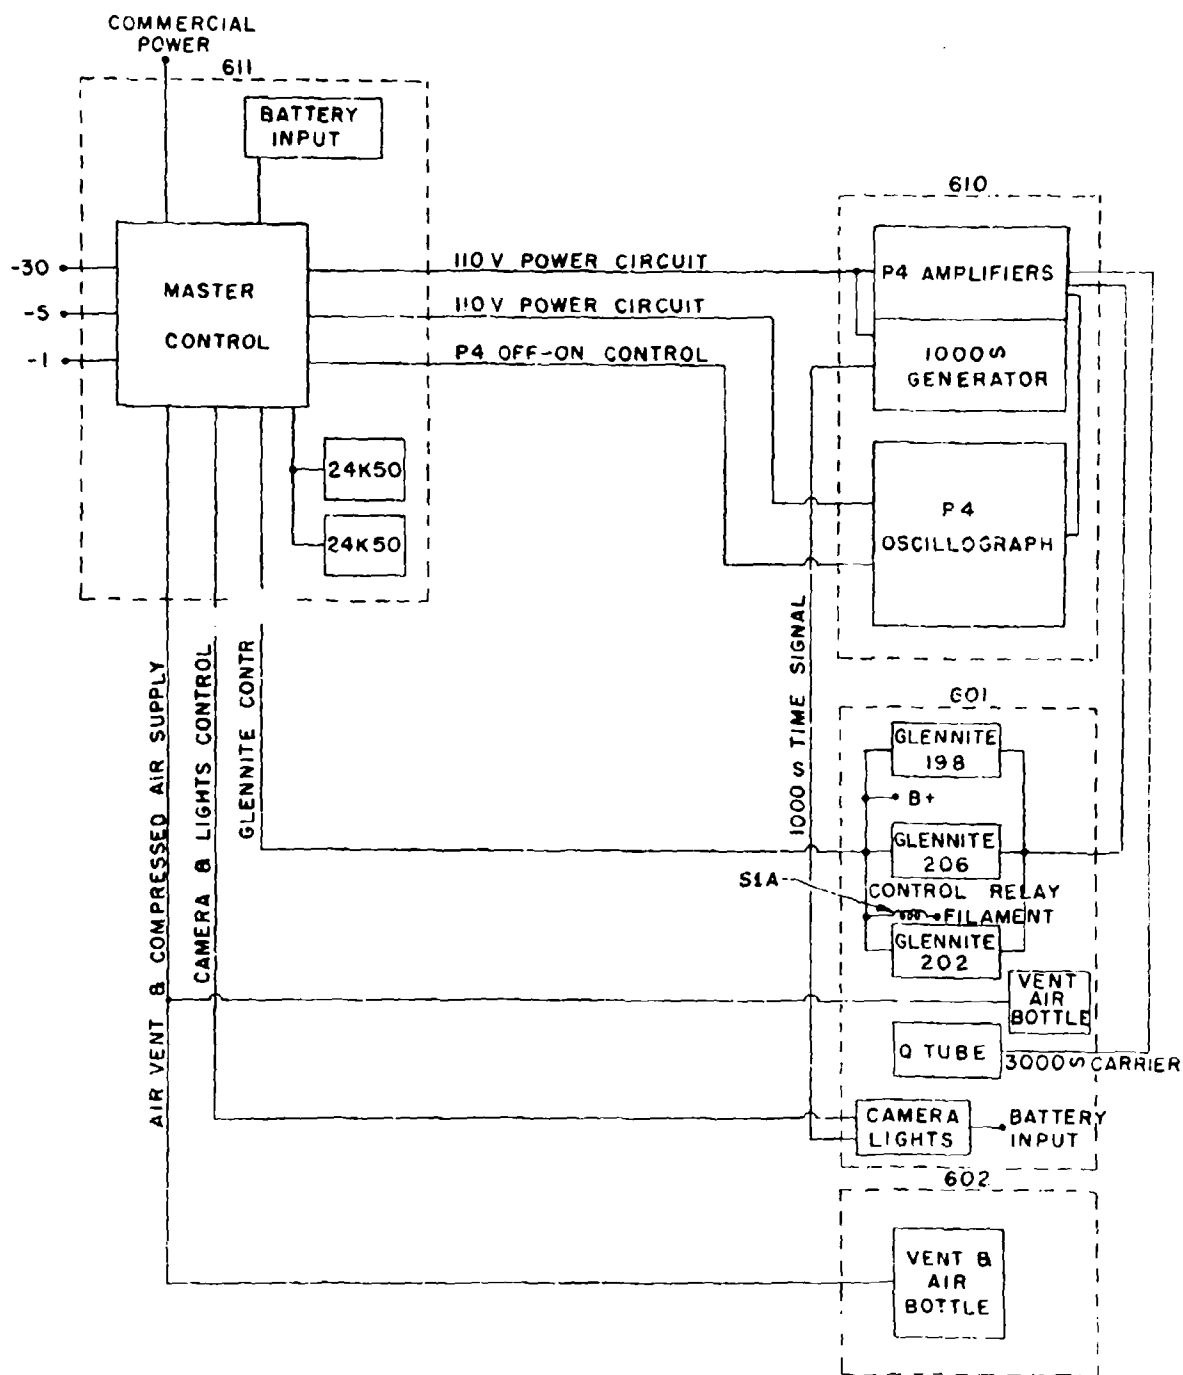 COMMERCIAL
POWER
611
BATTERY
INPUT
610
-30
-5
-1
MASTER
CONTROL
110 V POWER CIRCUIT
110 V POWER CIRCUIT
P4 OFF-ON CONTROL
P4 AMPLIFIERS
1000 ∿
GENERATOR
24K50
24K50
P4
OSCILLOGRAPH
AIR VENT & COMPRESSED AIR SUPPLY
CAMERA & LIGHTS CONTROL
GLENNITE CONTR
1000 ∿ TIME SIGNAL
601
GLENNITE
198
B+
GLENNITE
206
S1A
CONTROL RELAY
FILAMENT
GLENNITE
202
VENT
AIR
BOTTLE
Q TUBE
3000 ∿ CARRIER
CAMERA
LIGHTS
BATTERY
INPUT
602
VENT &
AIR
BOTTLE